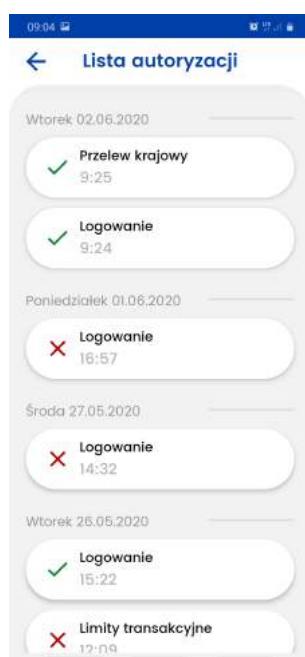 09:04
Lista autoryzacji
Wtorek 02.06.2020
Przelew krajowy
9:25
Logowanie
9:24
Poniedziałek 01.06.2020
Logowanie
16:57
Środa 27.05.2020
Logowanie
14:32
Wtorek 26.05.2020
Logowanie
15:22
Limity transakcyjne
12:09